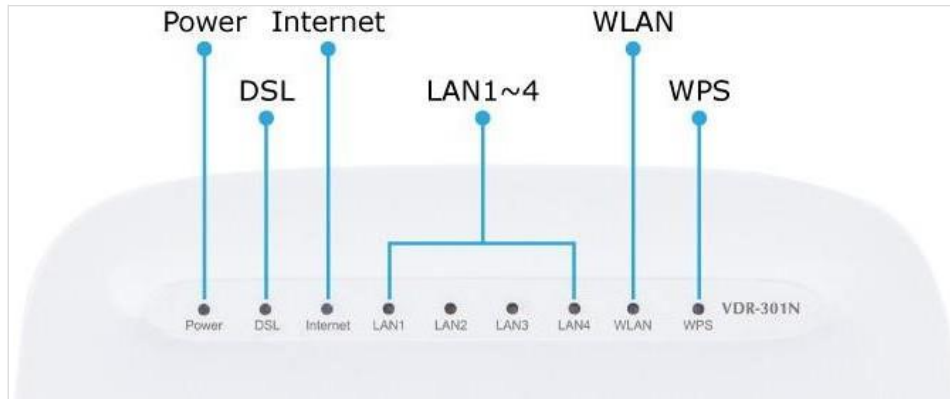 Power Internet WLAN
DSL LAN1~4 WPS
Power DSL Internet LAN1 LAN2 LAN3 LAN4 WLAN WPS VDR-301N